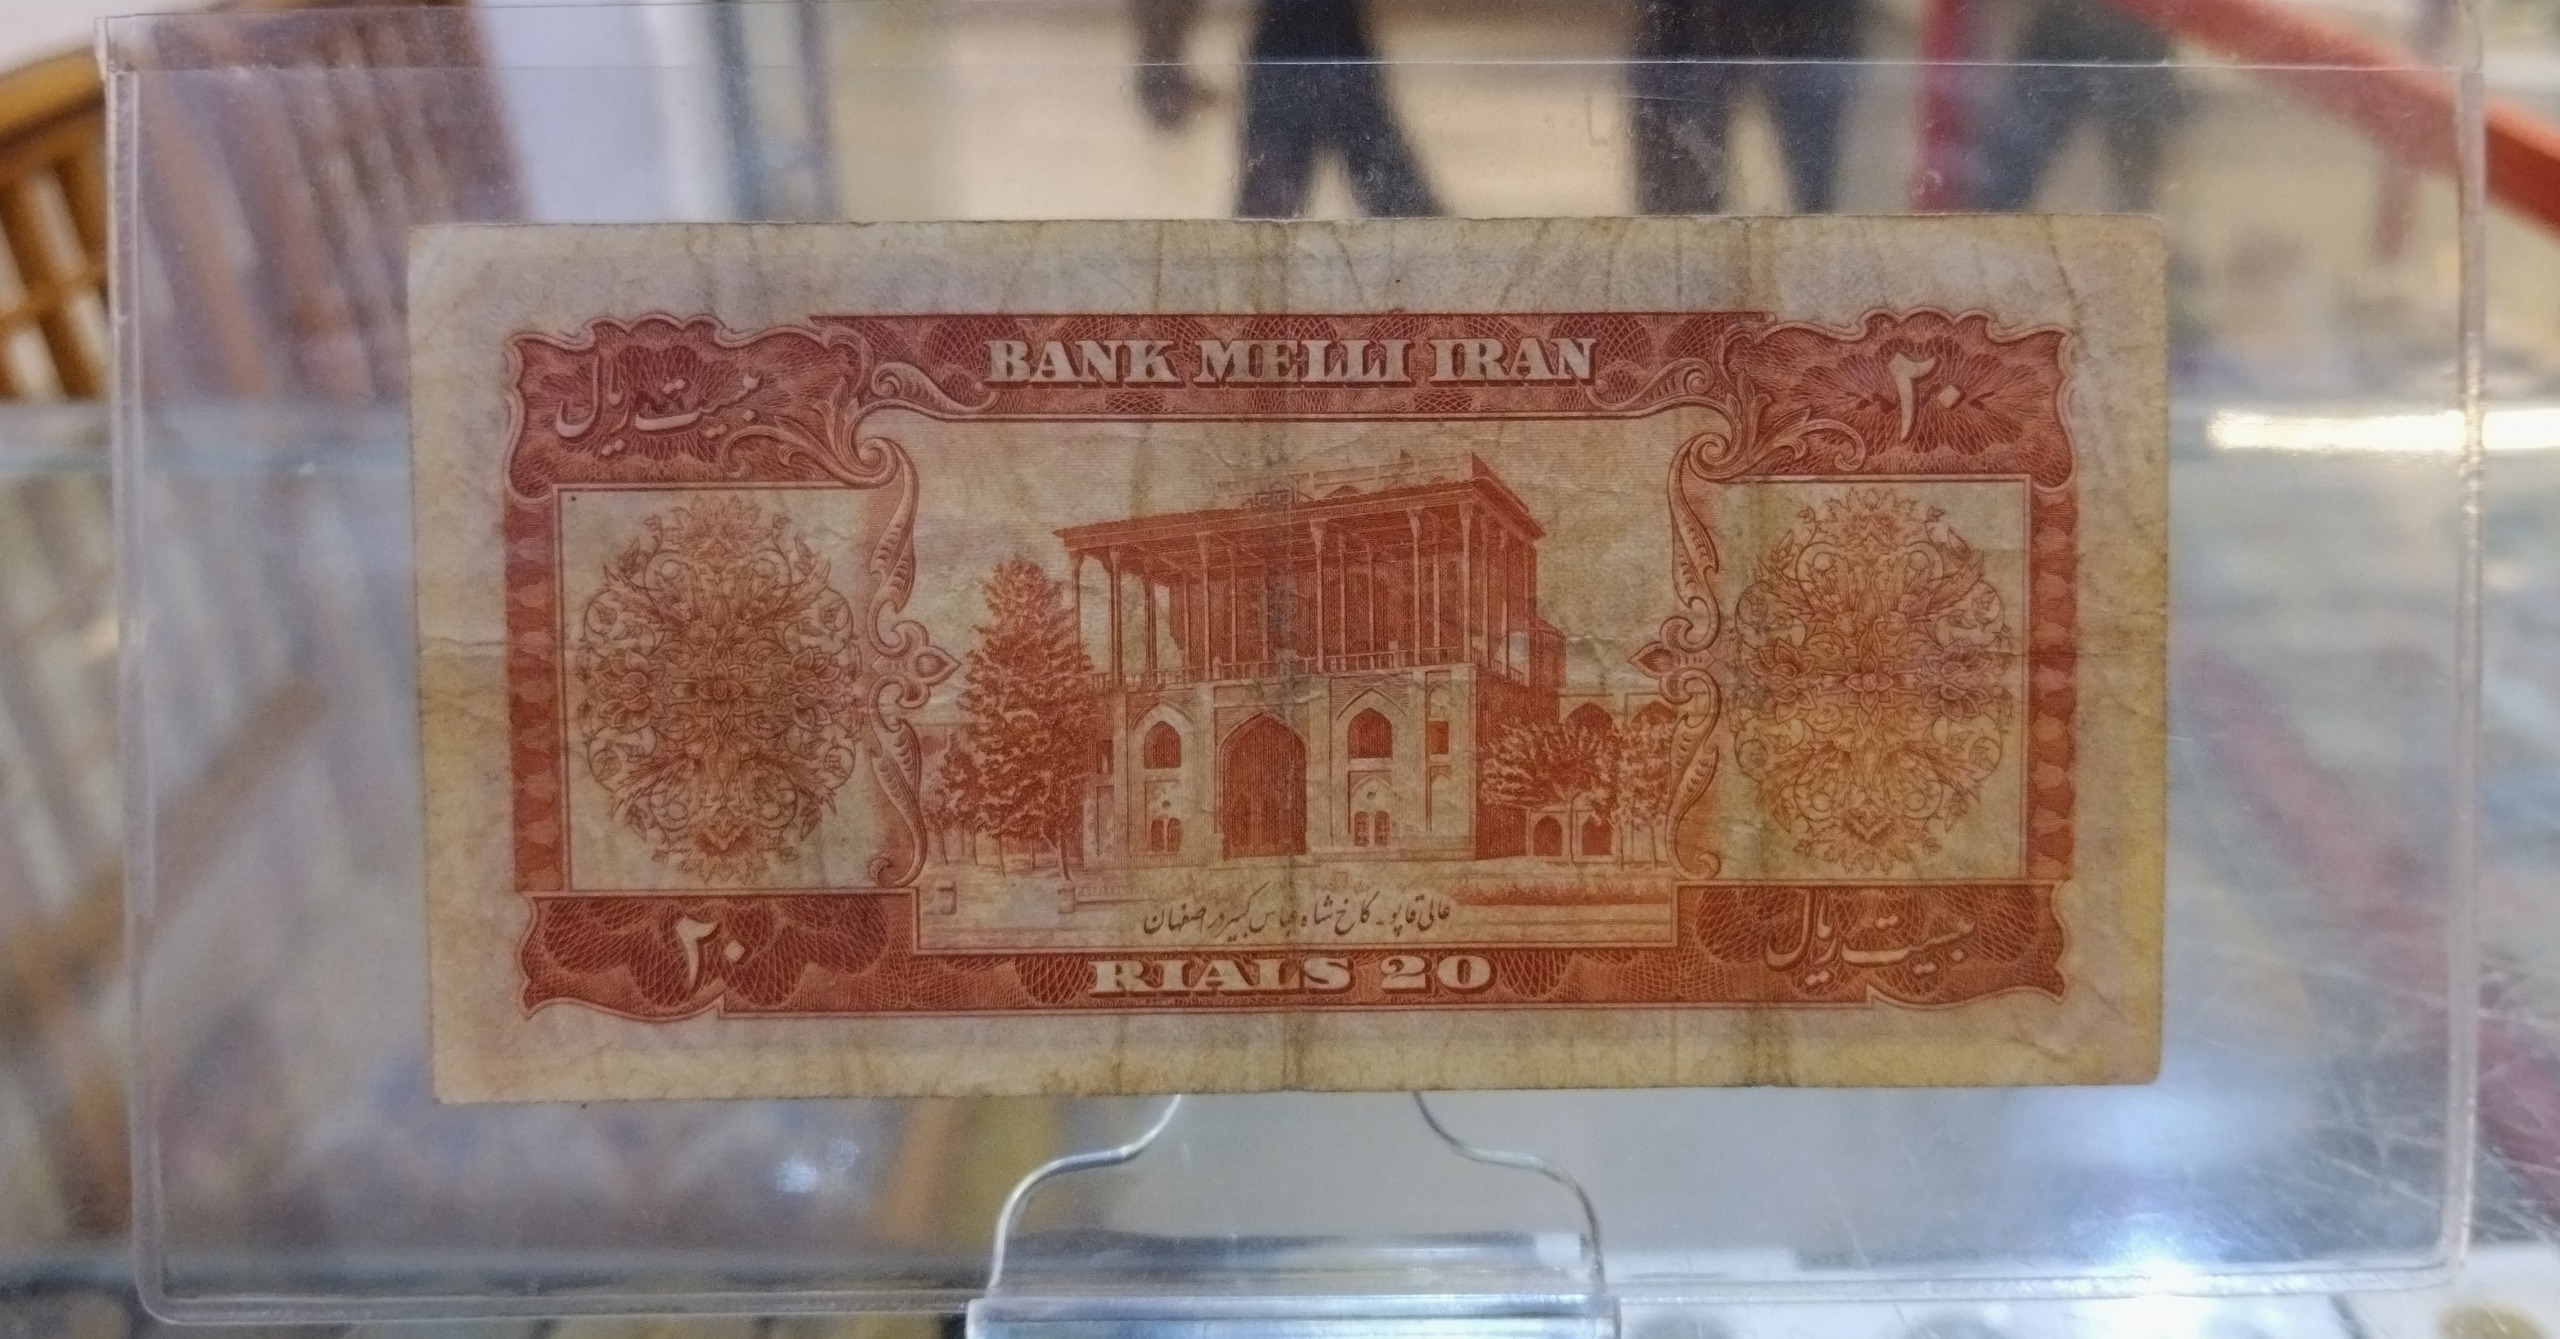 BANK MELLI IRAN
بیست ریال
۲۰
عالی قاپو ـ کاخ شاه عباس کبیر در اصفهان
۲۰
RIALS 20
بیست ریال